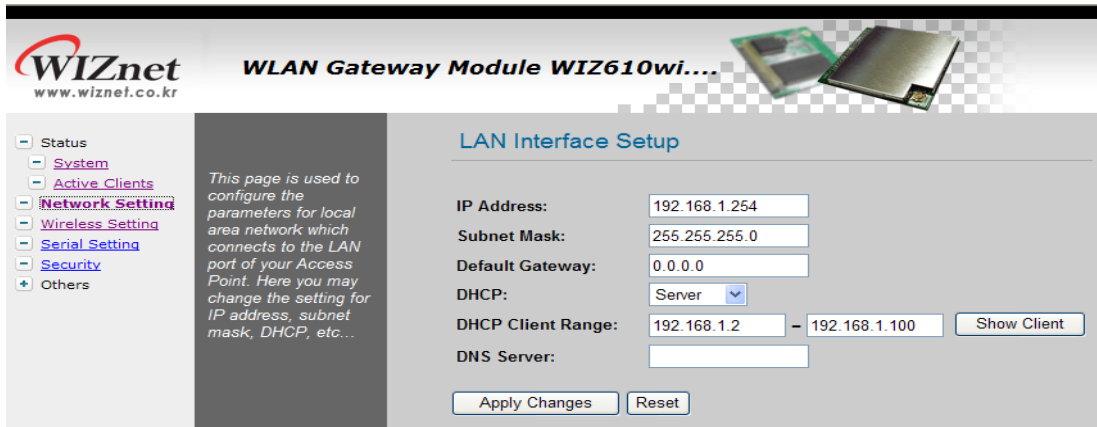 WIZnet
www.wiznet.co.kr
WLAN Gateway Module WIZ610wi....
Status
System
Active Clients
Network Setting
Wireless Setting
Serial Setting
Security
Others
This page is used to
configure the
parameters for local
area network which
connects to the LAN
port of your Access
Point. Here you may
change the setting for
IP address, subnet
mask, DHCP, etc...
LAN Interface Setup
IP Address: 192.168.1.254
Subnet Mask: 255.255.255.0
Default Gateway: 0.0.0.0
DHCP: Server
DHCP Client Range: 192.168.1.2 – 192.168.1.100 Show Client
DNS Server:
Apply Changes Reset